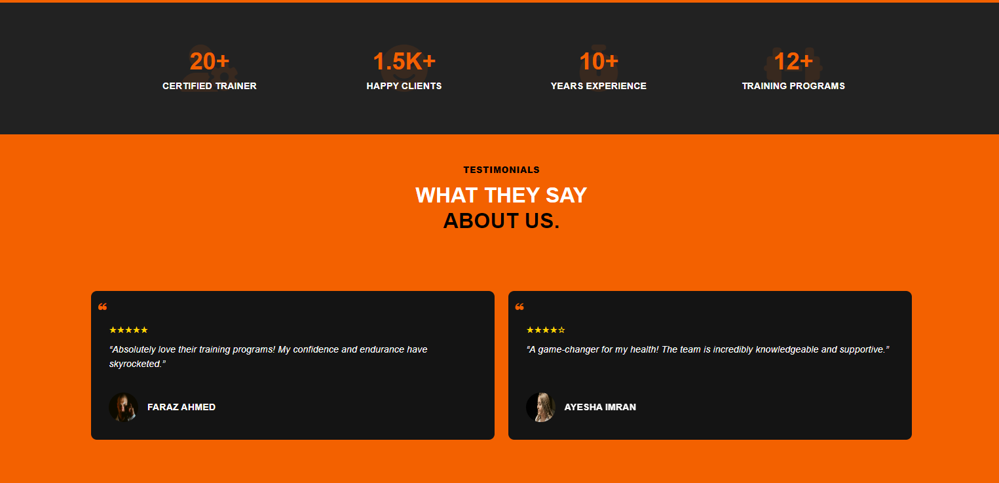 20+ 1.5K+ 10+ 12+
CERTIFIED TRAINER HAPPY CLIENTS YEARS EXPERIENCE TRAINING PROGRAMS
TESTIMONIALS
WHAT THEY SAY
ABOUT US.
❝
★★★★★
“Absolutely love their training programs! My confidence and endurance have
skyrocketed.”
FARAZ AHMED
❝
★★★★☆
“A game-changer for my health! The team is incredibly knowledgeable and supportive.”
AYESHA IMRAN